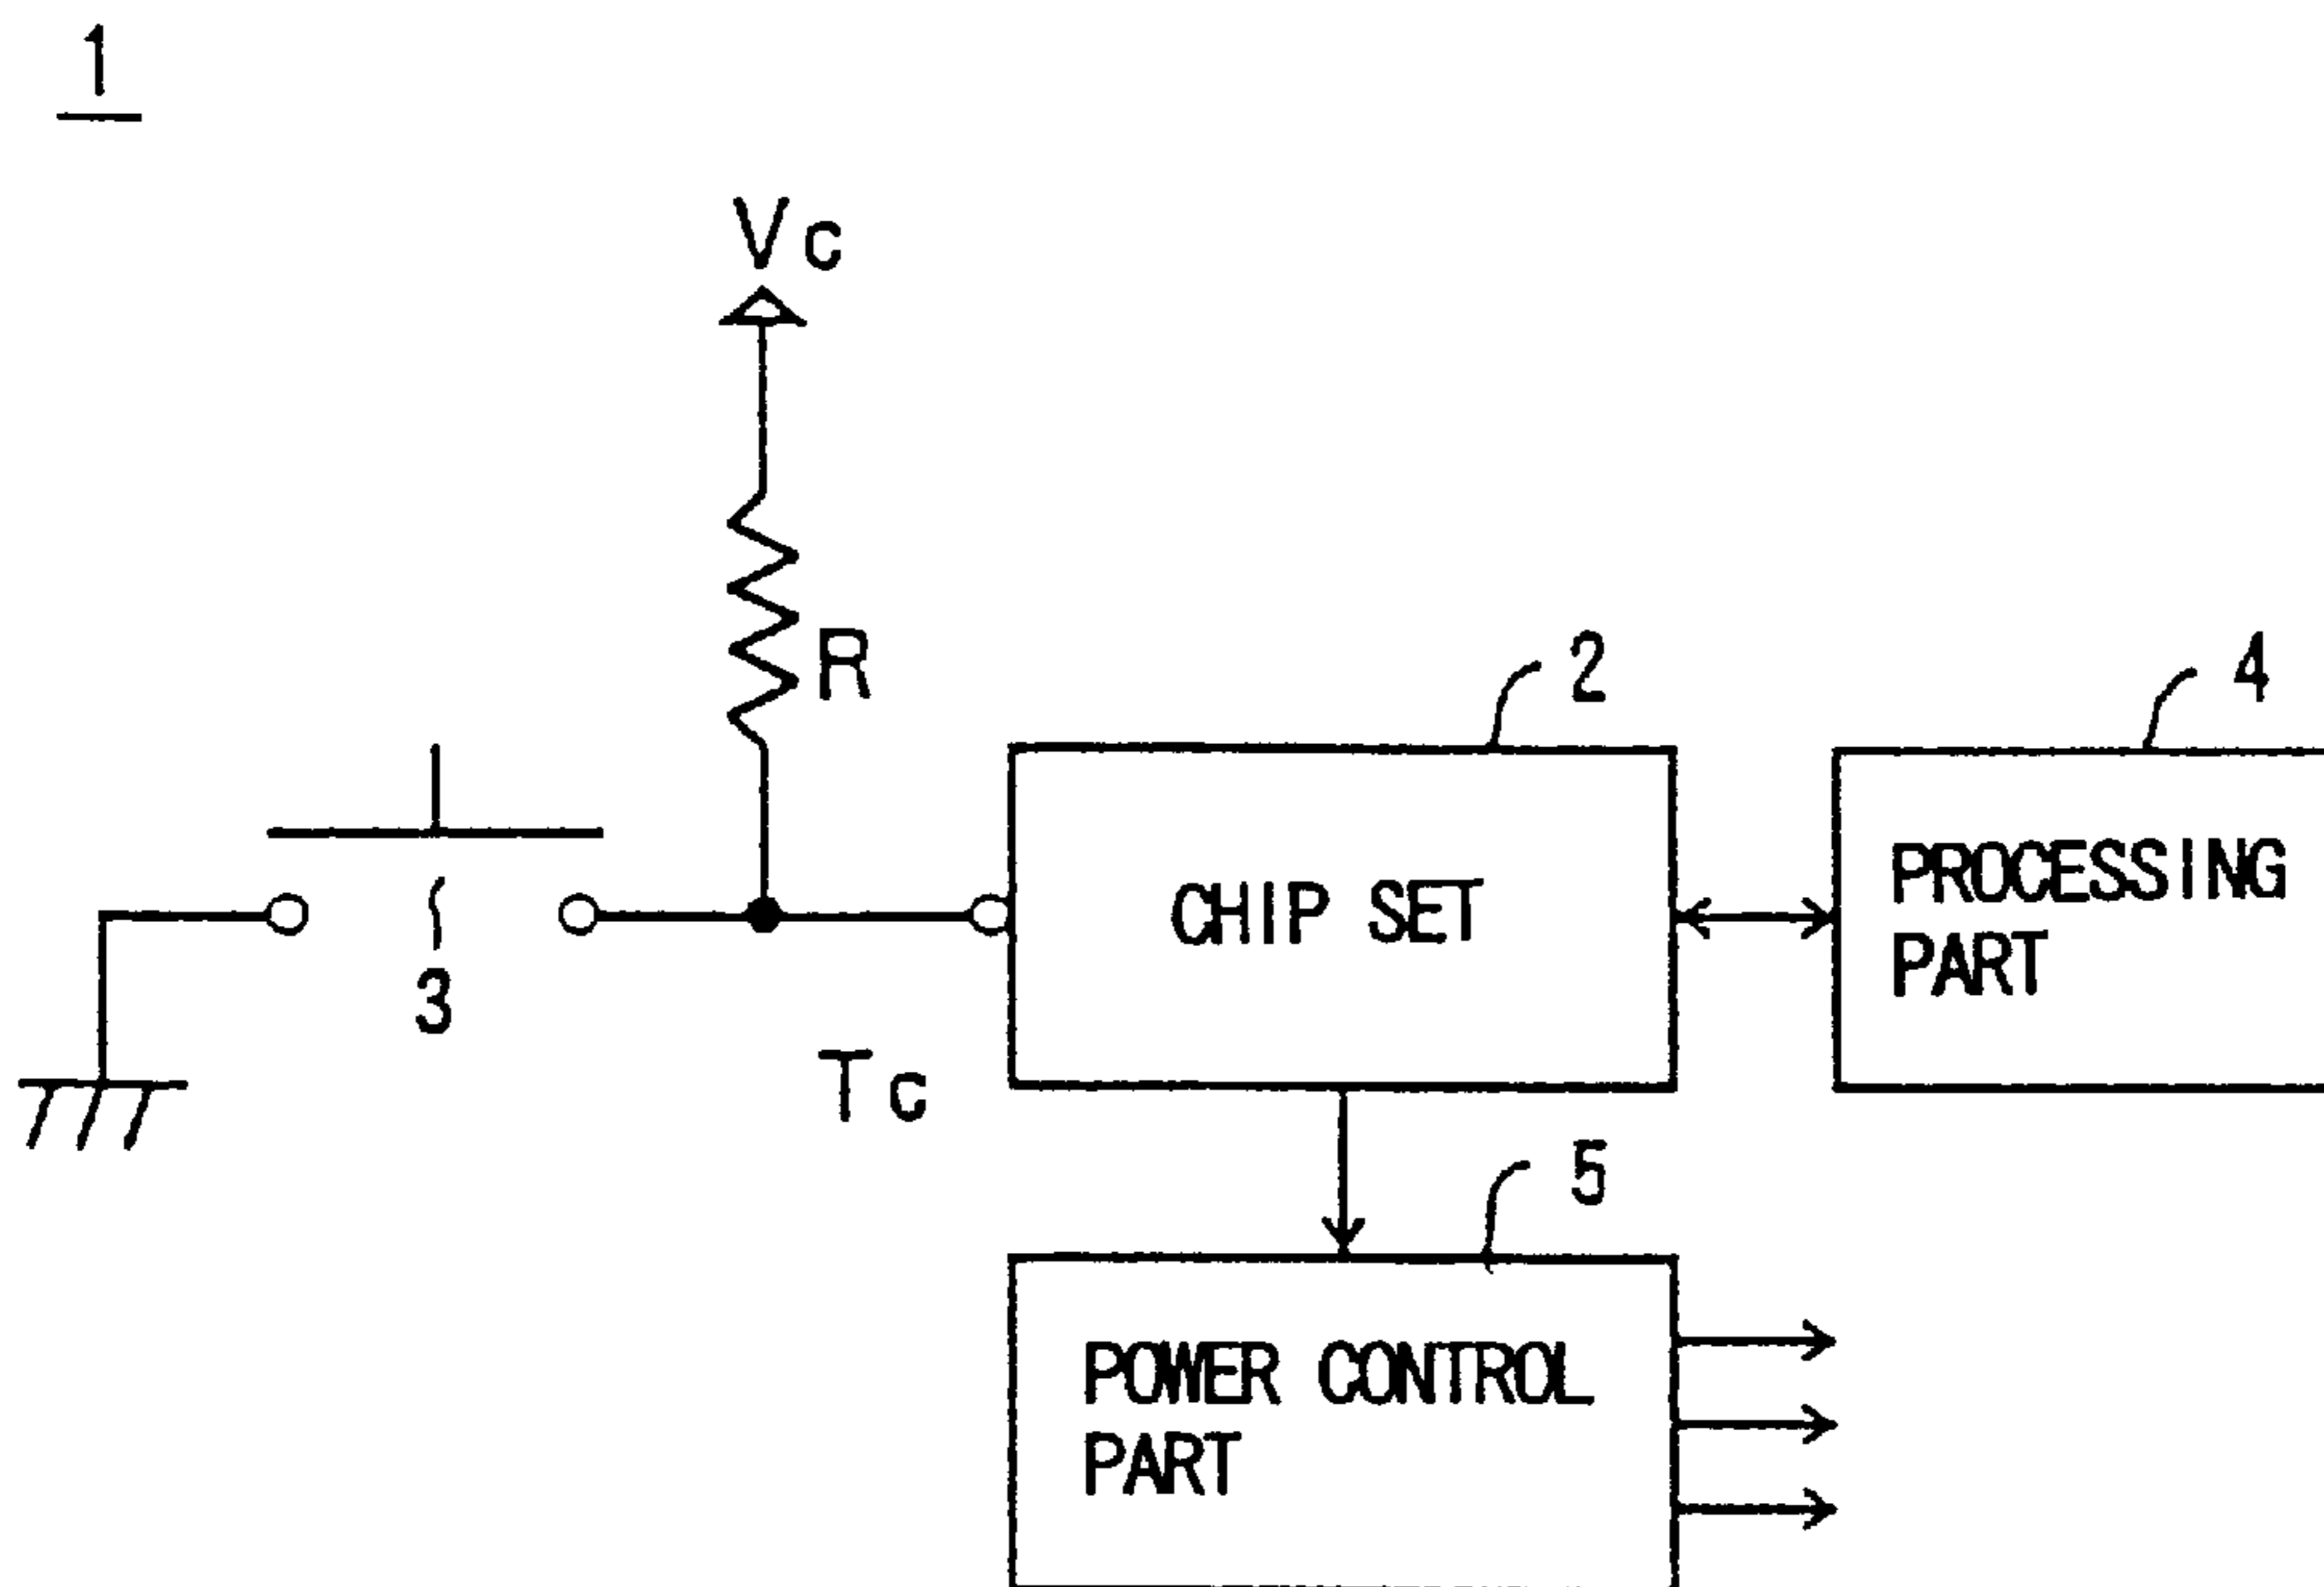 1
Vc
R
2
4
CHIP SET
PROCESSING
PART
3
Tc
5
POWER CONTROL
PART